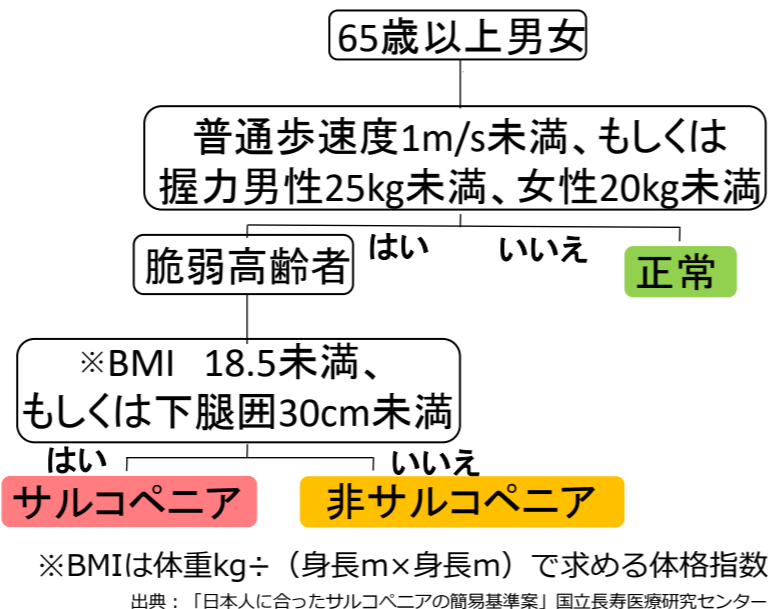 65歳以上男女
普通歩速度1m/s未満、もしくは
握力男性25kg未満、女性20kg未満
はい いいえ
脆弱高齢者
正常
※BMI 18.5未満、
もしくは下腿囲30cm未満
はい いいえ
サルコペニア 非サルコペニア
※BMIは体重kg÷（身長m×身長m）で求める体格指数
出典：「日本人に合ったサルコペニアの簡易基準案」国立長寿医療研究センター